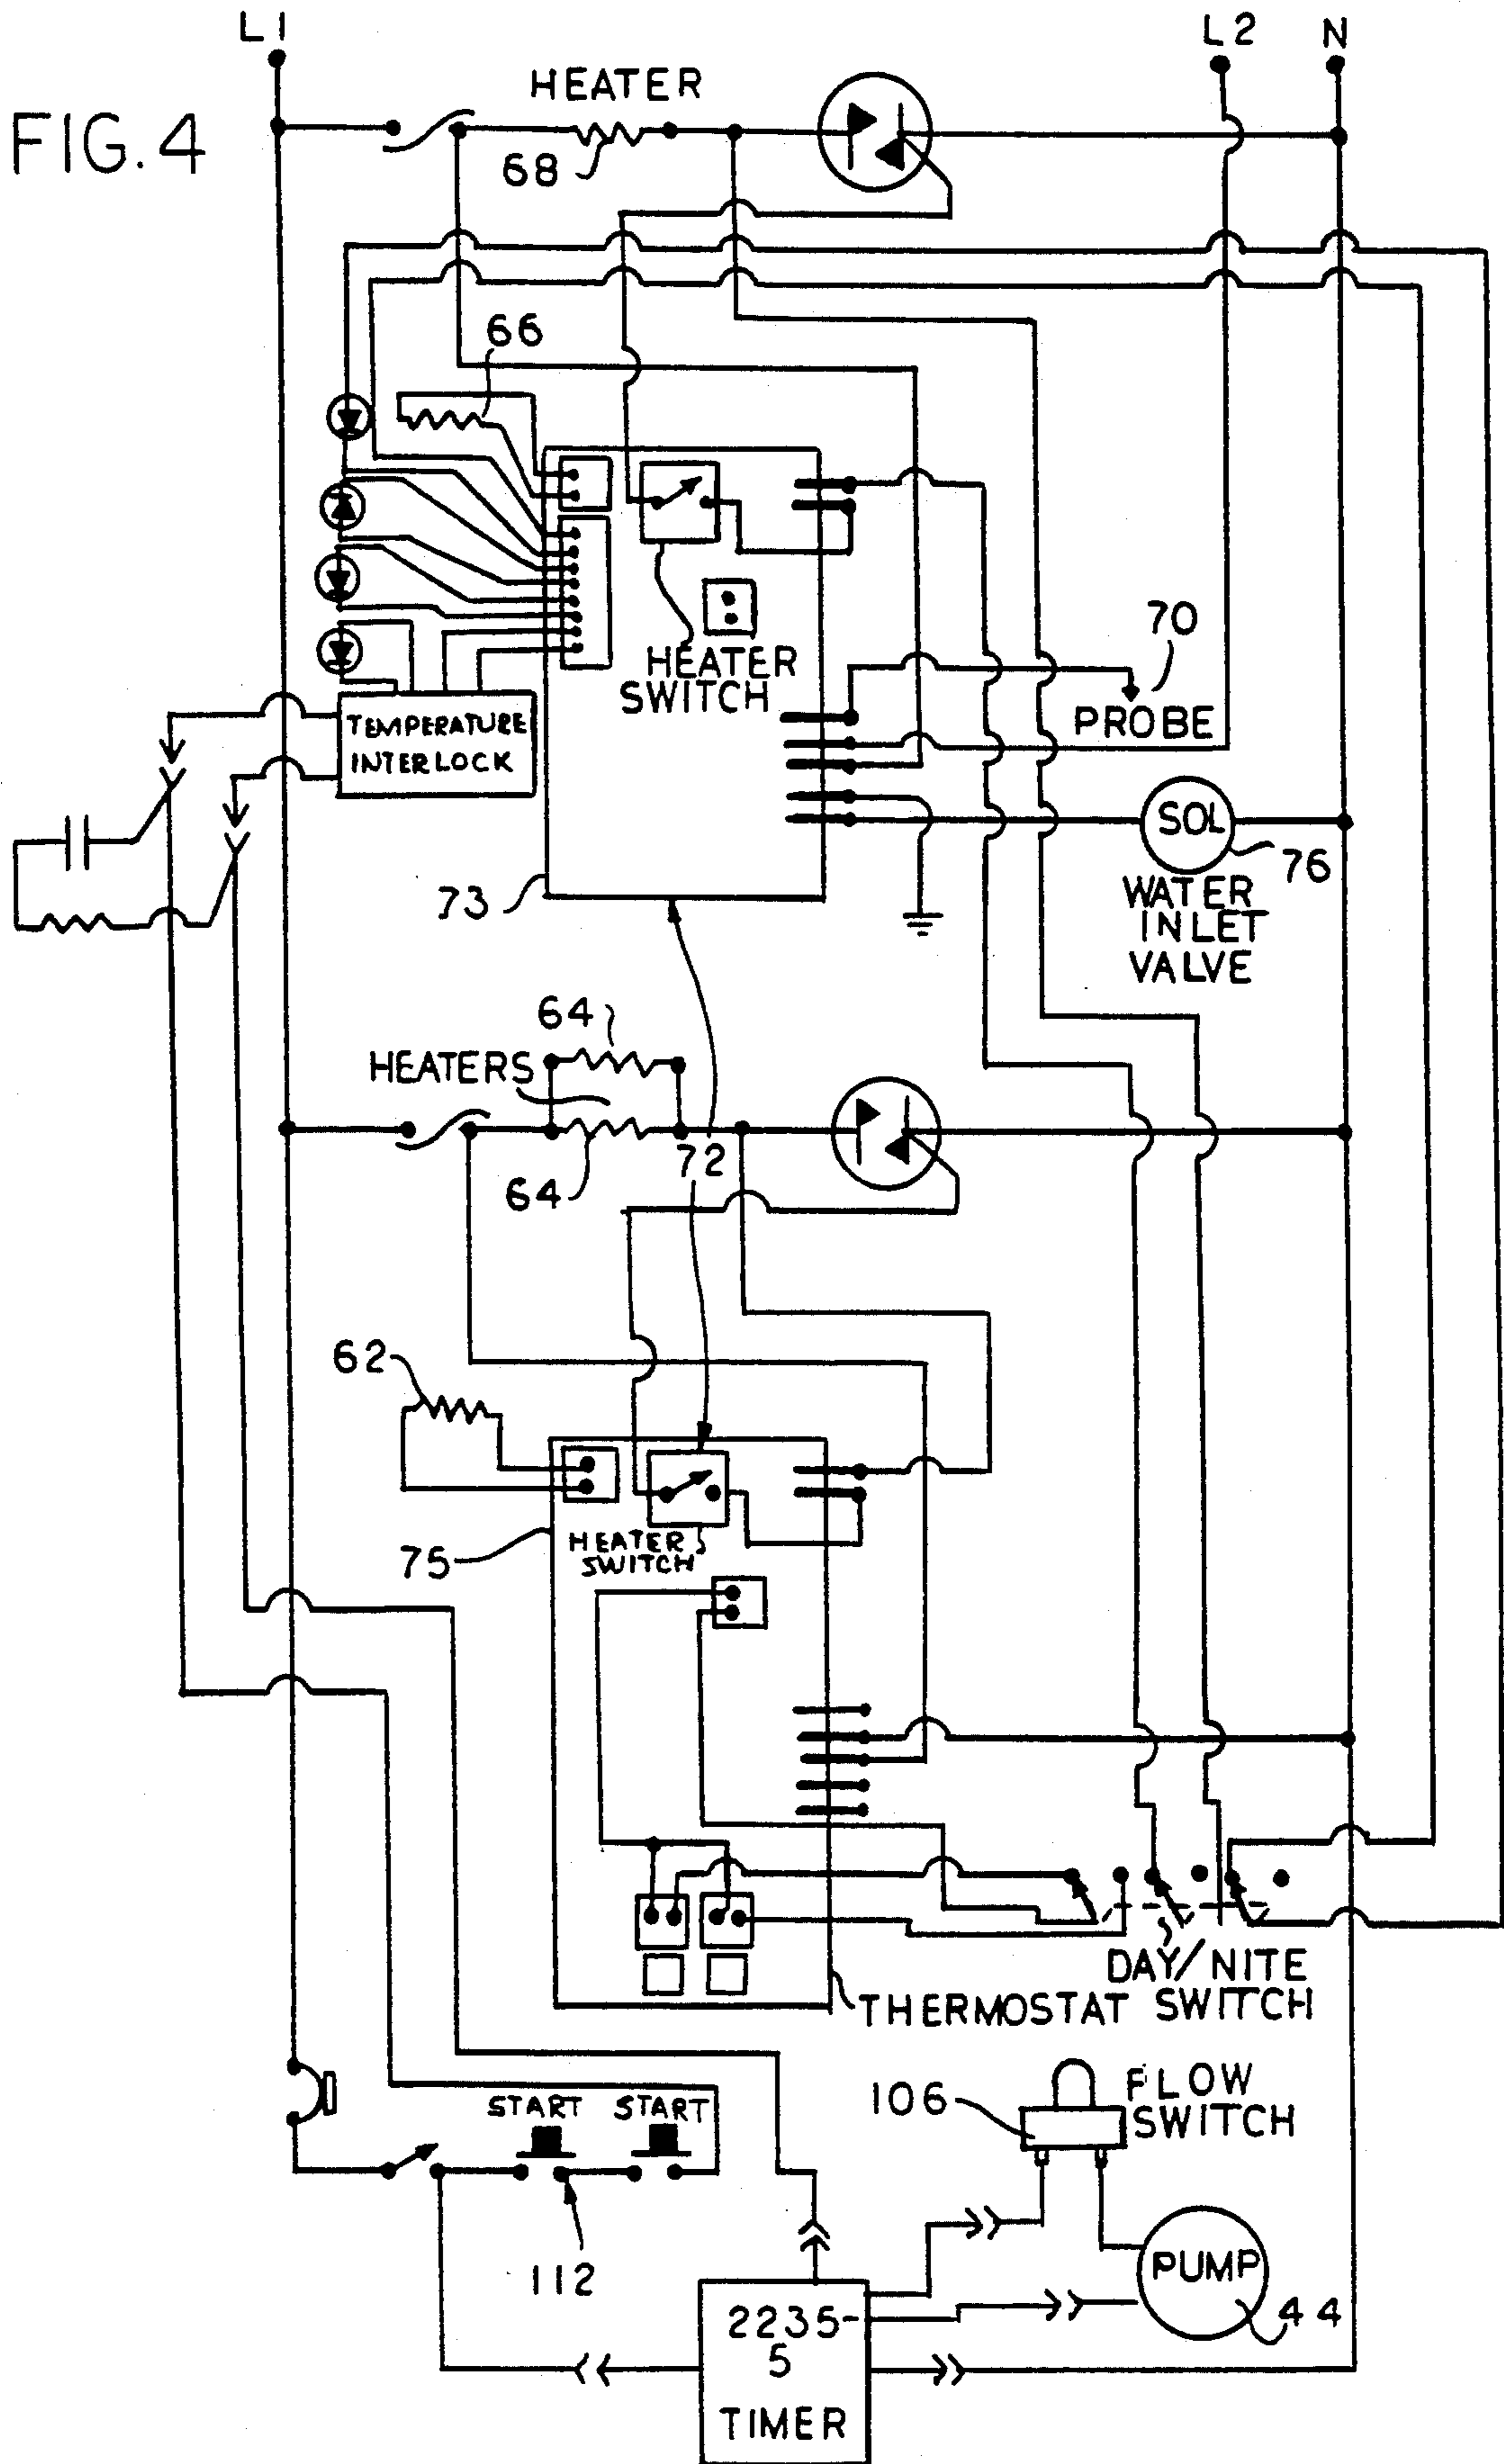 L1
L2
N
FIG. 4
HEATER
68
66
HEATER
SWITCH
70
PROBE
TEMPERATURE
INTERLOCK
SOL
76
WATER
INLET
VALVE
73
64
HEATERS
72
64
62
75
HEATER
SWITCH
DAY/NITE
THERMOSTAT SWITCH
106
FLOW
SWITCH
START START
112
PUMP
44
2235-
5
TIMER